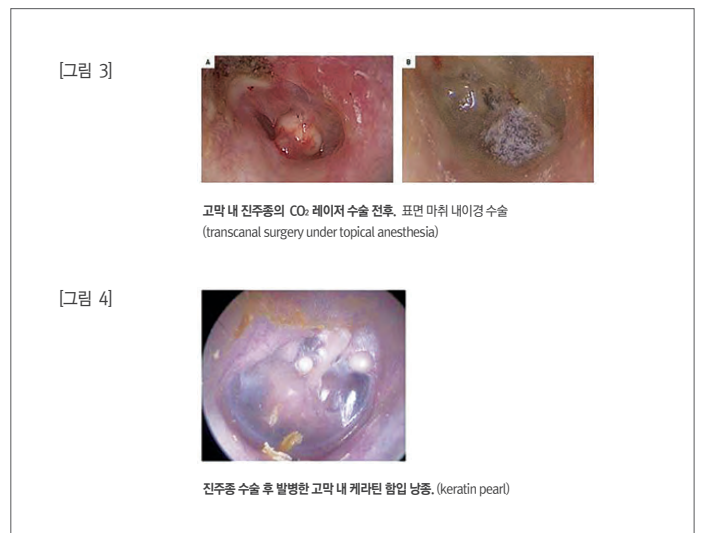 [그림 3]
A
B
고막 내 진주종의 CO₂ 레이저 수술 전후. 표면 마취 내이경 수술
(transcanal surgery under topical anesthesia)
[그림 4]
진주종 수술 후 발병한 고막 내 케라틴 함입 낭종. (keratin pearl)